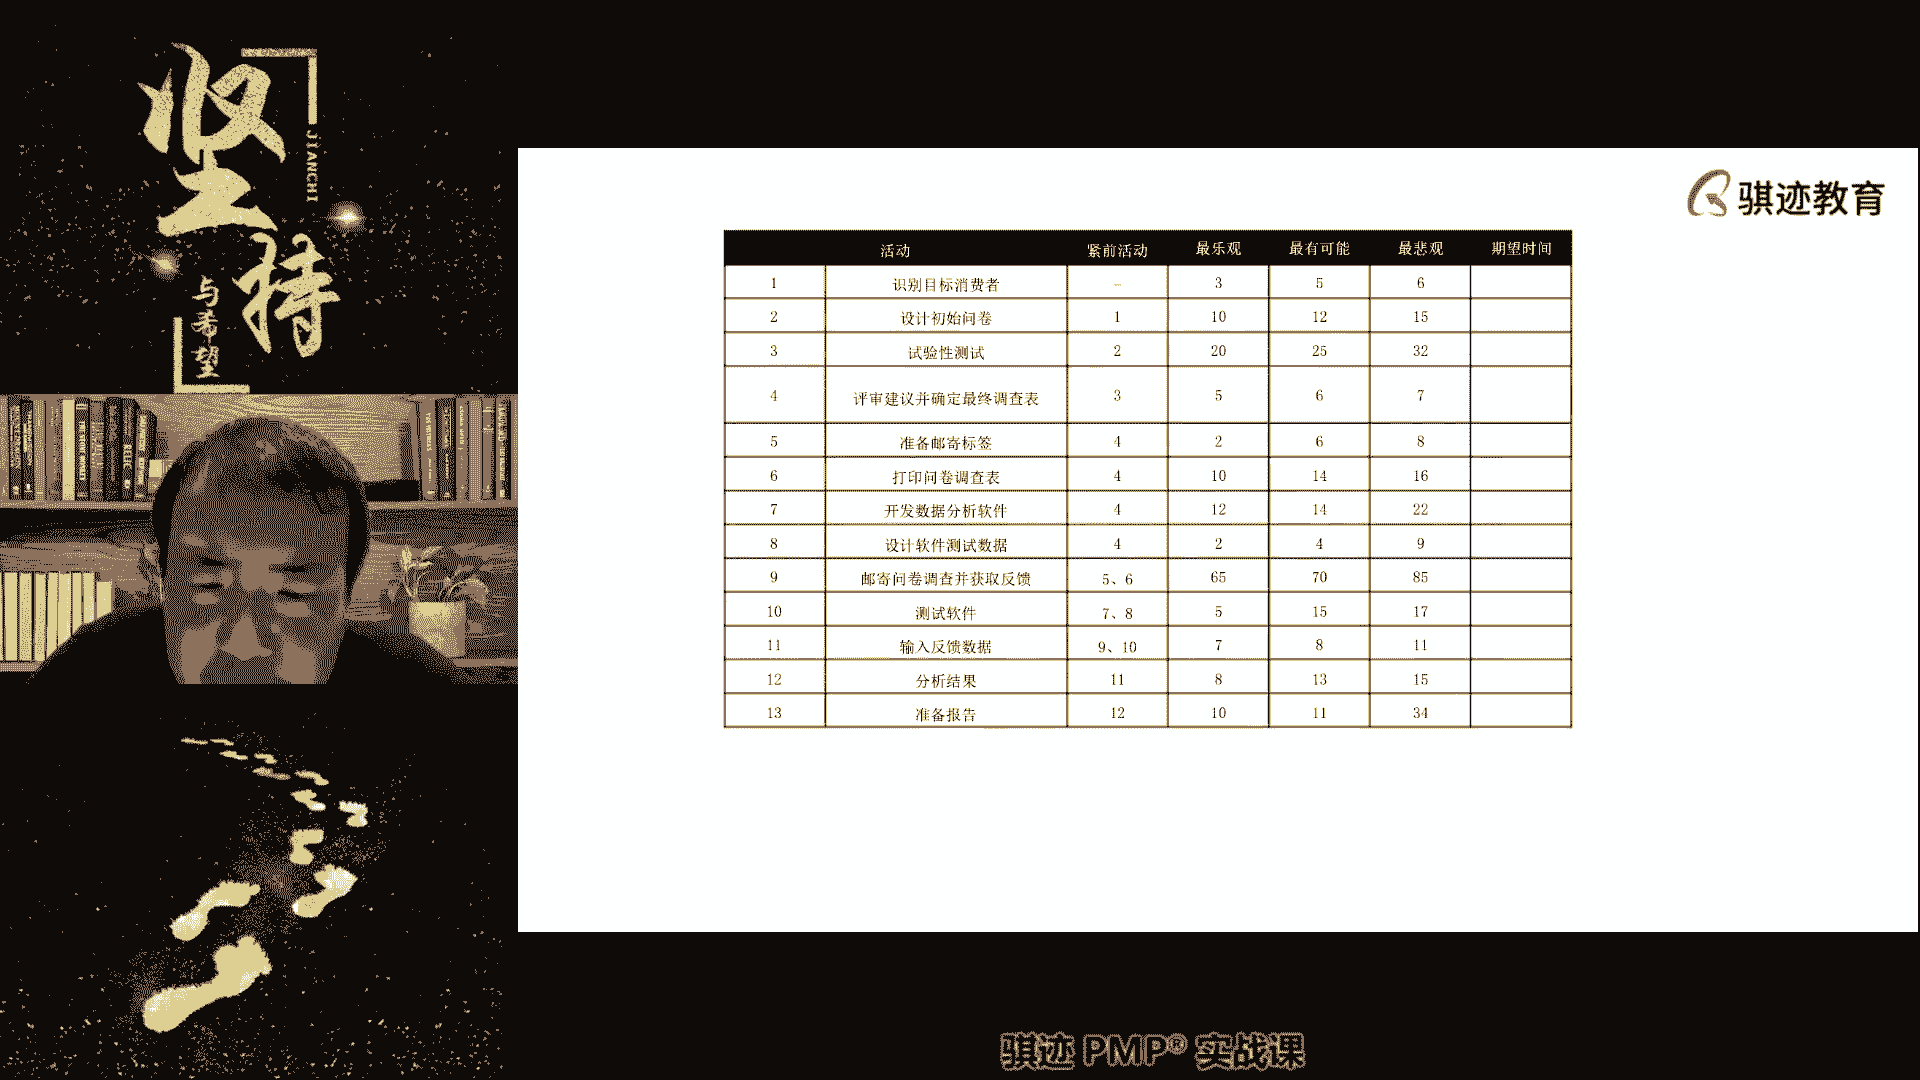 坚持
JIANCHI
与希望
骐迹教育
活动 紧前活动 最乐观 最有可能 最悲观 期望时间
1 识别目标消费者 – 3 5 6
2 设计初始问卷 1 10 12 15
3 试验性测试 2 20 25 32
4 评审建议并确定最终调查表 3 5 6 7
5 准备邮寄标签 4 2 6 8
6 打印问卷调查表 4 10 14 16
7 开发数据分析软件 4 12 14 22
8 设计软件测试数据 4 2 4 9
9 邮寄问卷调查并获取反馈 5、6 65 70 85
10 测试软件 7、8 5 15 17
11 输入反馈数据 9、10 7 8 11
12 分析结果 11 8 13 15
13 准备报告 12 10 11 34
骐迹 PMP® 实战课